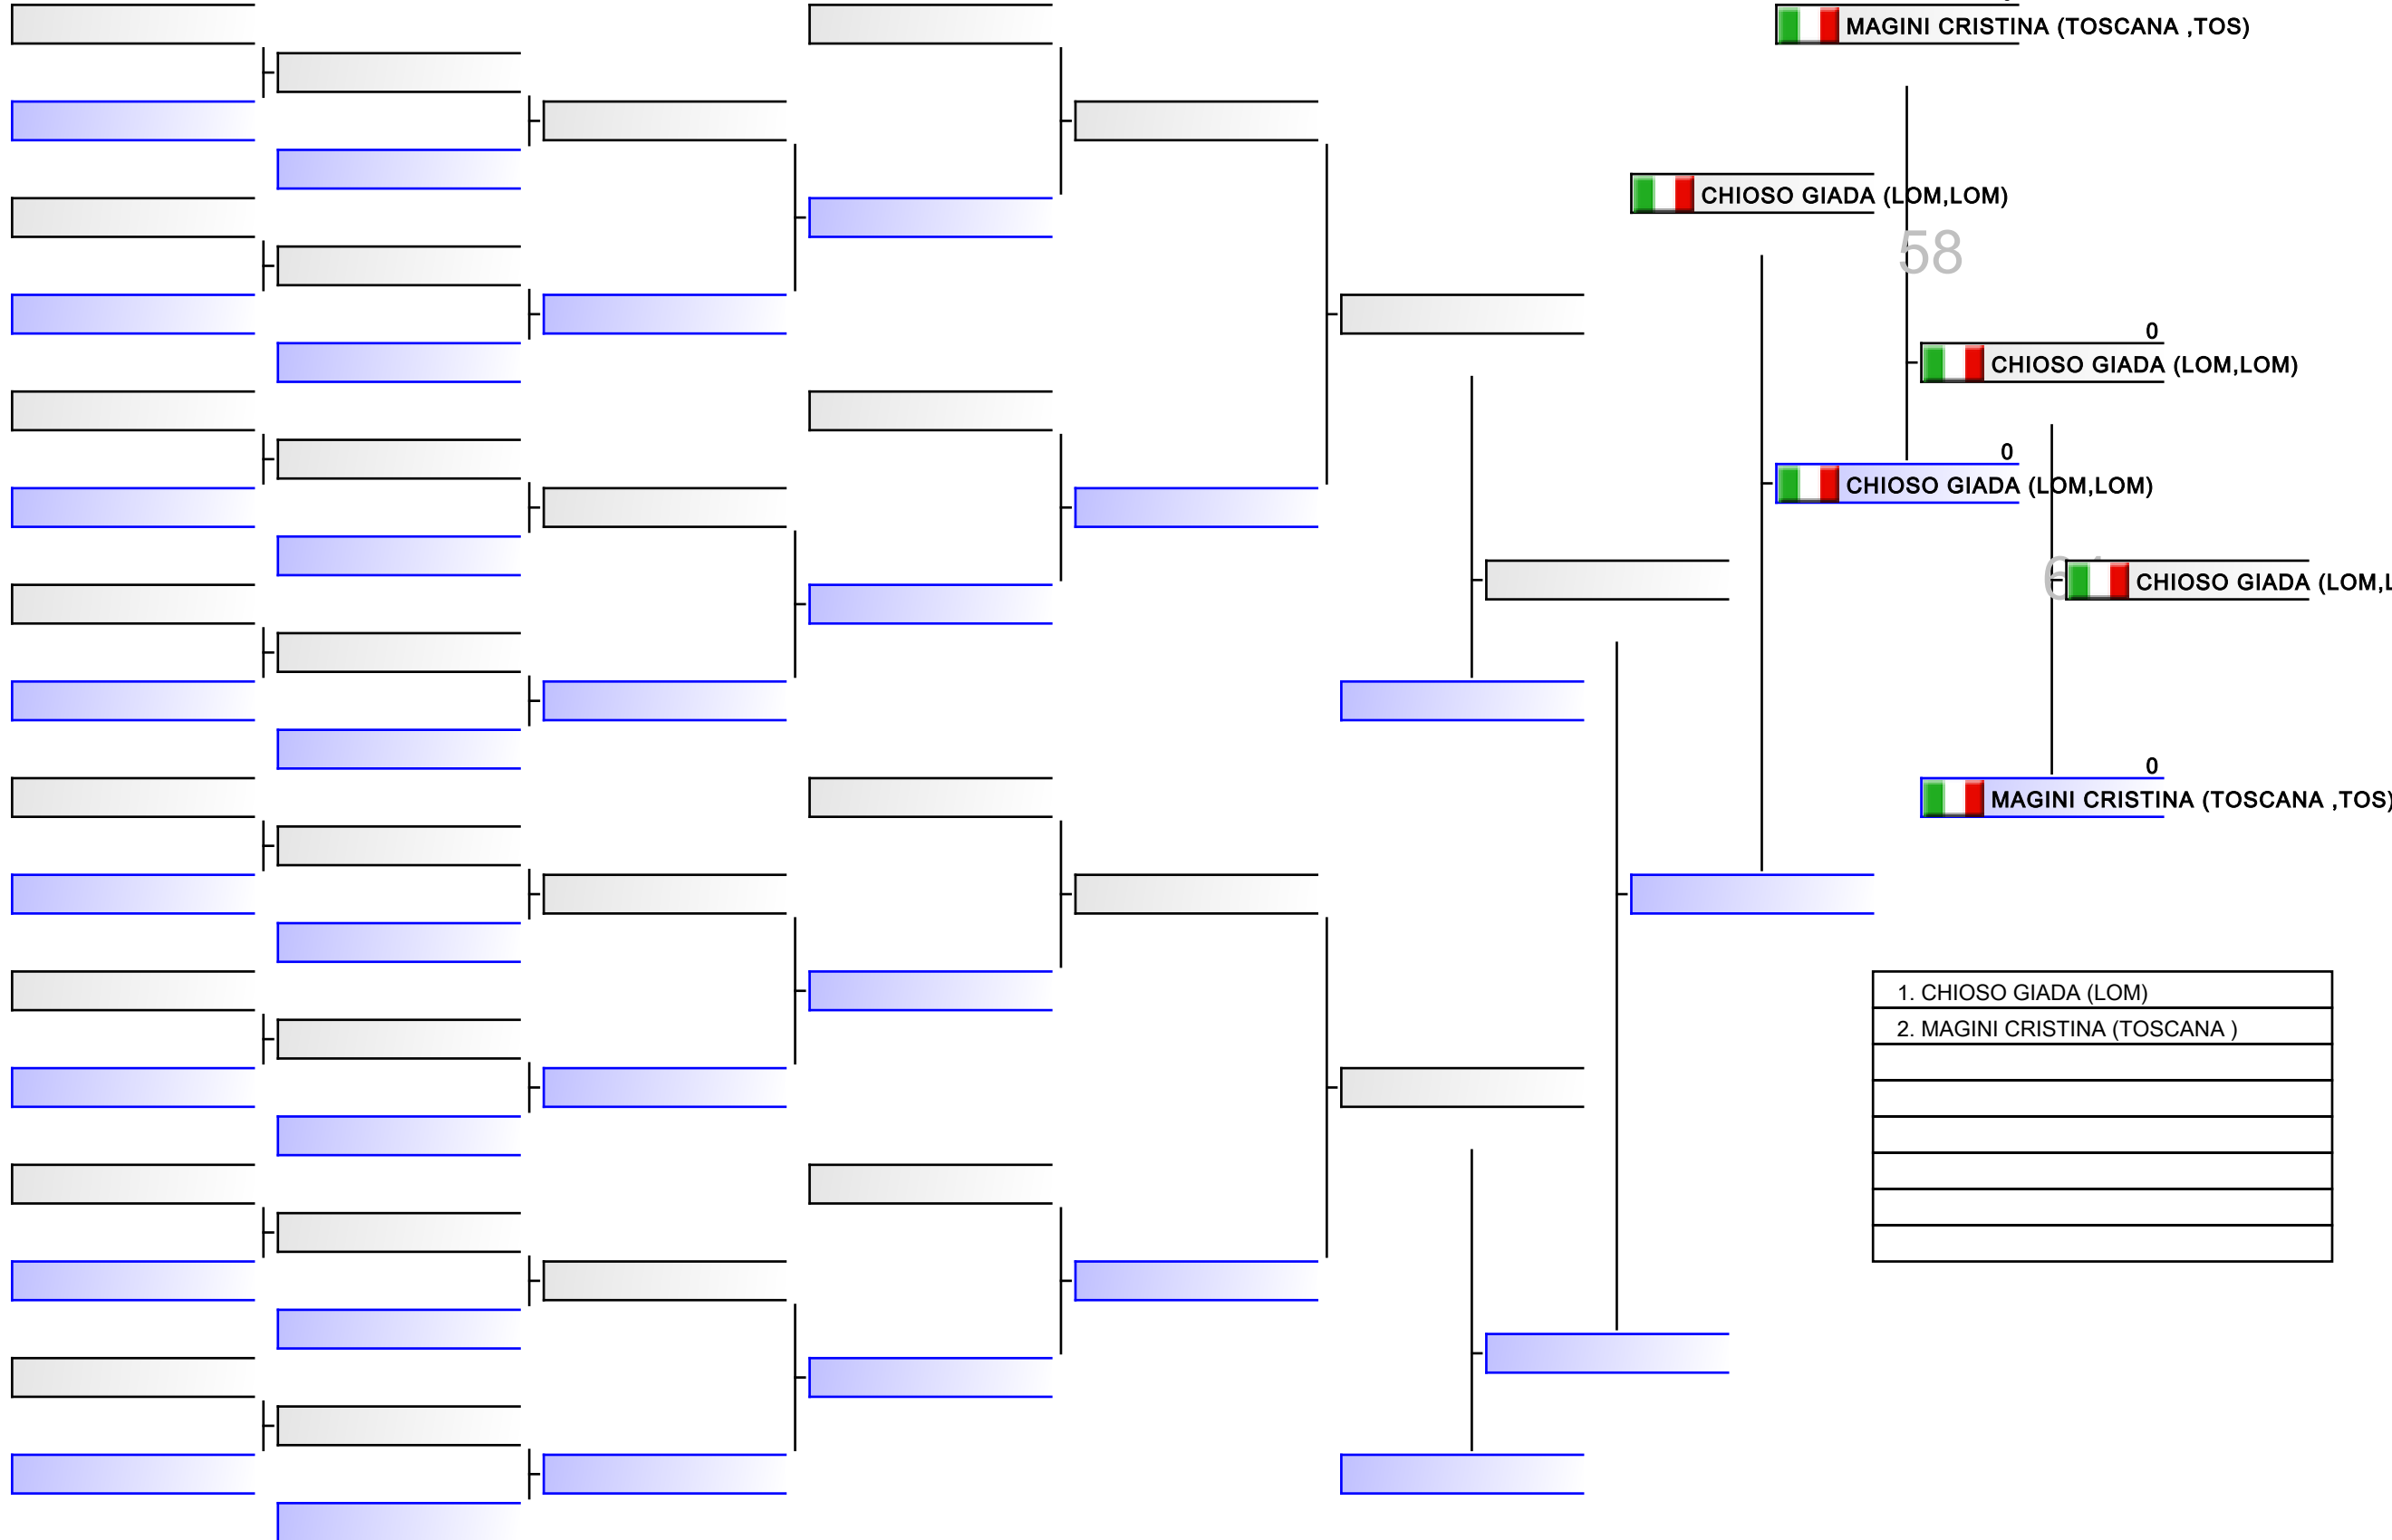 MAGINI CRISTINA (TOSCANA ,TOS)
CHIOSO GIADA (LOM,LOM)
58
0
CHIOSO GIADA (LOM,LOM)
0
CHIOSO GIADA (LOM,LOM)
CHIOSO GIADA (LOM,L
0
MAGINI CRISTINA (TOSCANA ,TOS)
1. CHIOSO GIADA (LOM)
2. MAGINI CRISTINA (TOSCANA )